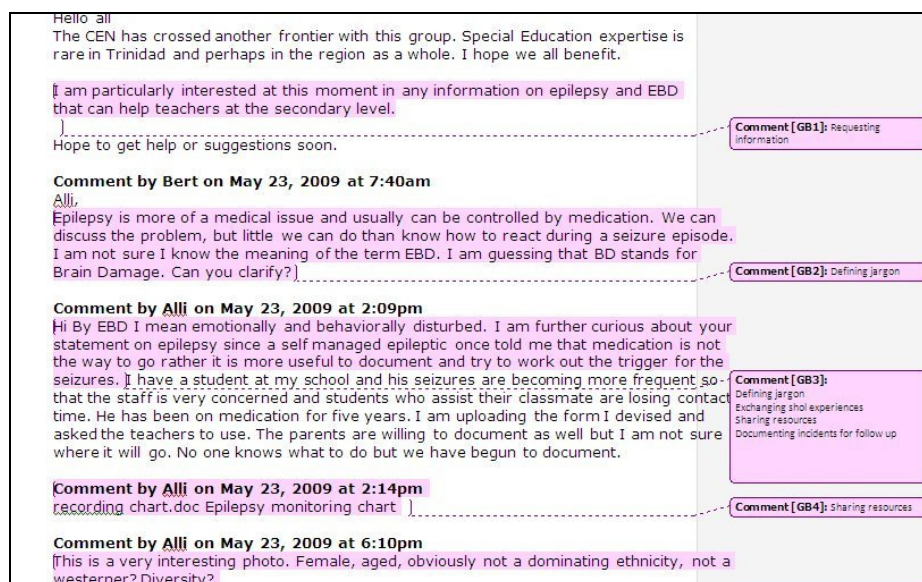 Hello all
The CEN has crossed another frontier with this group. Special Education expertise is
rare in Trinidad and perhaps in the region as a whole. I hope we all benefit.
I am particularly interested at this moment in any information on epilepsy and EBD
that can help teachers at the secondary level.
Comment [GB1]: Requesting
information
Hope to get help or suggestions soon.
Comment by Bert on May 23, 2009 at 7:40am
Alli,
Epilepsy is more of a medical issue and usually can be controlled by medication. We can
discuss the problem, but little we can do than know how to react during a seizure episode.
I am not sure I know the meaning of the term EBD. I am guessing that BD stands for
Brain Damage. Can you clarify?
Comment [GB2]: Defining jargon
Comment by Alli on May 23, 2009 at 2:09pm
Hi By EBD I mean emotionally and behaviorally disturbed. I am further curious about your
statement on epilepsy since a self managed epileptic once told me that medication is not
the way to go rather it is more useful to document and try to work out the trigger for the
seizures. I have a student at my school and his seizures are becoming more frequent so
that the staff is very concerned and students who assist their classmate are losing contact
time. He has been on medication for five years. I am uploading the form I devised and
asked the teachers to use. The parents are willing to document as well but I am not sure
where it will go. No one knows what to do but we have begun to document.
Comment [GB3]:
Defining jargon
Exchanging shol experiences
Sharing resources
Documenting incidents for follow up
Comment by Alli on May 23, 2009 at 2:14pm
recording chart.doc Epilepsy monitoring chart
Comment [GB4]: Sharing resources
Comment by Alli on May 23, 2009 at 6:10pm
This is a very interesting photo. Female, aged, obviously not a dominating ethnicity, not a
westerner? Diversity?